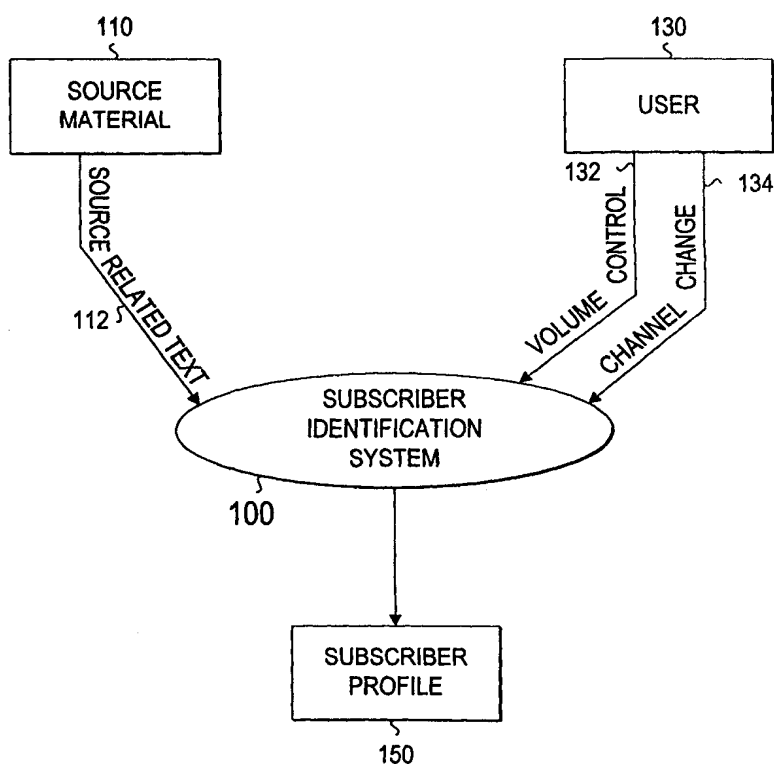 110
SOURCE
MATERIAL
130
USER
SOURCE RELATED TEXT
112
132
134
VOLUME CONTROL
CHANNEL CHANGE
SUBSCRIBER
IDENTIFICATION
SYSTEM
100
SUBSCRIBER
PROFILE
150